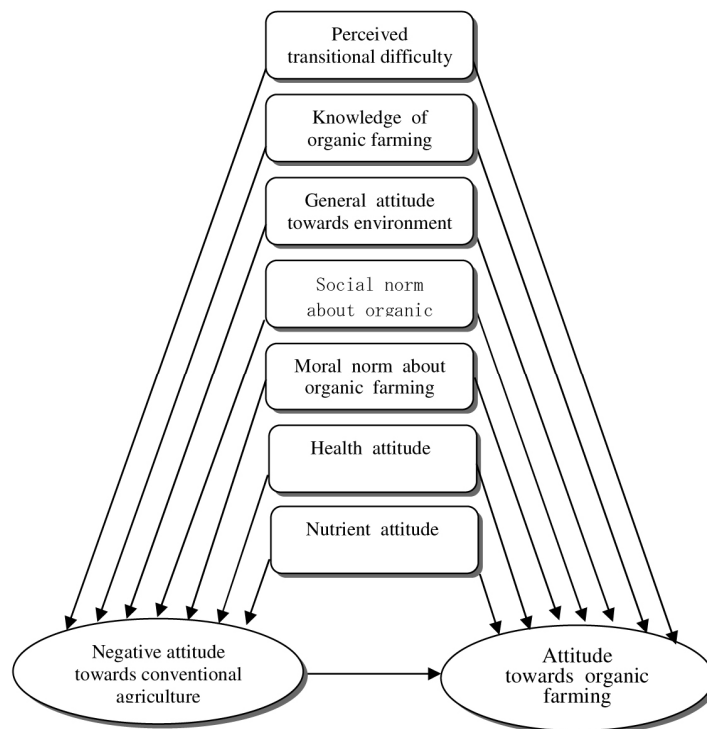 Perceived
transitional difficulty
Knowledge of
organic farming
General attitude
towards environment
Social norm
about organic
Moral norm about
organic farming
Health attitude
Nutrient attitude
Negative attitude
towards conventional
agriculture
Attitude
towards organic
farming